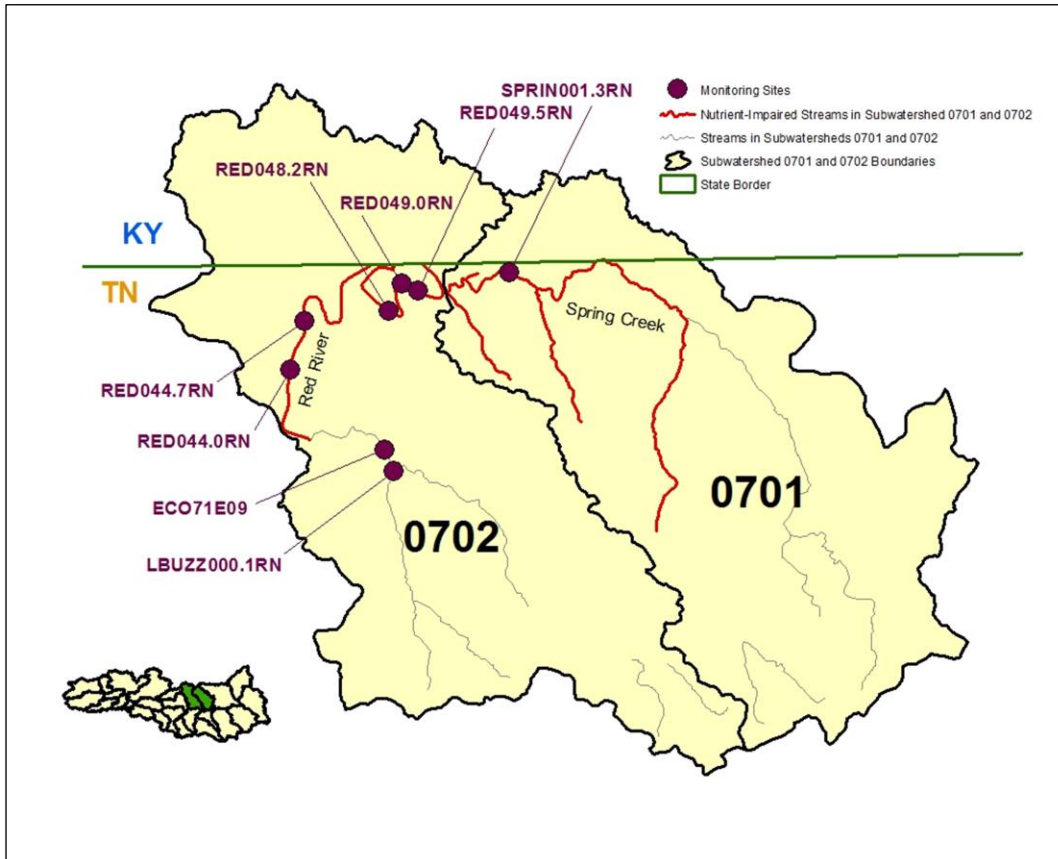 SPRIN001.3RN
RED049.5RN
RED048.2RN
RED049.0RN
Monitoring Sites
Nutrient-Impaired Streams in Subwatershed 0701 and 0702
Streams in Subwatersheds 0701 and 0702
Subwatershed 0701 and 0702 Boundaries
State Border
KY
TN
Spring Creek
Red River
RED044.7RN
RED044.0RN
ECO71E09
LBUZZ000.1RN
0701
0702